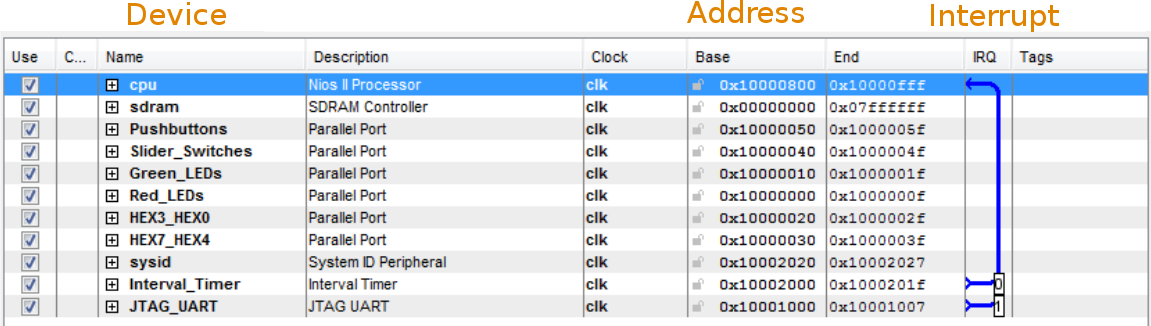 Device Address Interrupt
Use C... Name Description Clock Base End IRQ Tags
cpu Nios II Processor clk 0x10000800 0x10000fff
sdram SDRAM Controller clk 0x00000000 0x07ffffff
Pushbuttons Parallel Port clk 0x10000050 0x1000005f
Slider_Switches Parallel Port clk 0x10000040 0x1000004f
Green_LEDs Parallel Port clk 0x10000010 0x1000001f
Red_LEDs Parallel Port clk 0x10000000 0x1000000f
HEX3_HEX0 Parallel Port clk 0x10000020 0x1000002f
HEX7_HEX4 Parallel Port clk 0x10000030 0x1000003f
sysid System ID Peripheral clk 0x10002020 0x10002027
Interval_Timer Interval Timer clk 0x10002000 0x1000201f 0
JTAG_UART JTAG UART clk 0x10001000 0x10001007 1